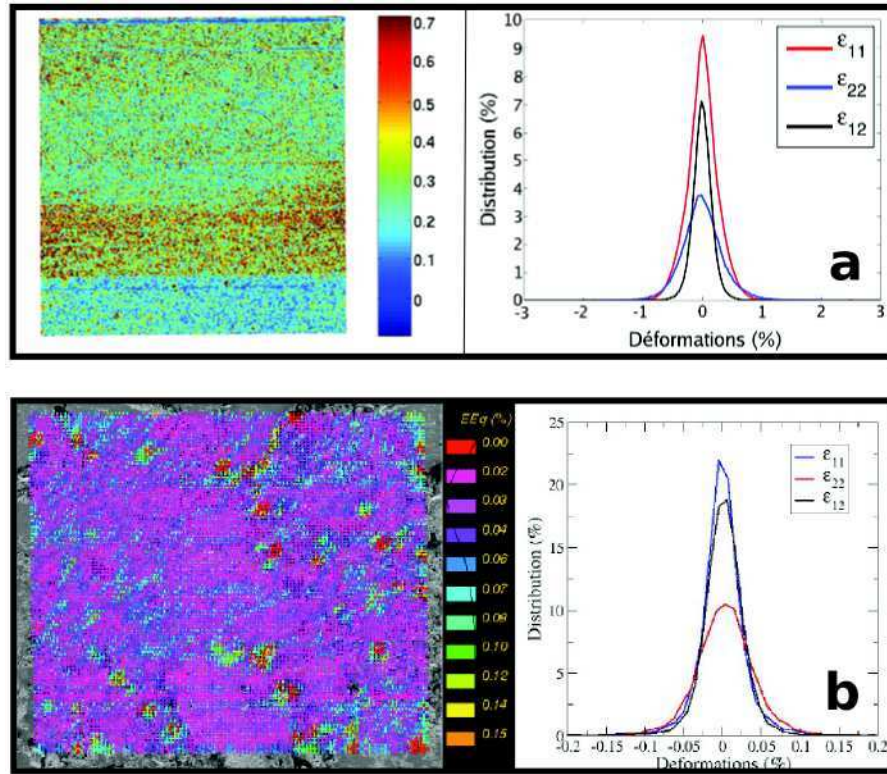 0.7
0.6
0.5
0.4
0.3
0.2
0.1
0
10
9
8
7
6
5
4
3
2
1
0
Distribution (%)
-3 -2 -1 0 1 2 3
Déformations (%)
ε11
ε22
ε12
a
EEq (%)
0.00
0.02
0.03
0.04
0.06
0.07
0.08
0.10
0.12
0.14
0.15
25
20
15
10
5
0
Distribution (%)
-0.2 -0.15 -0.1 -0.05 0 0.05 0.1 0.15 0.2
Deformations (%)
ε11
ε22
ε12
b